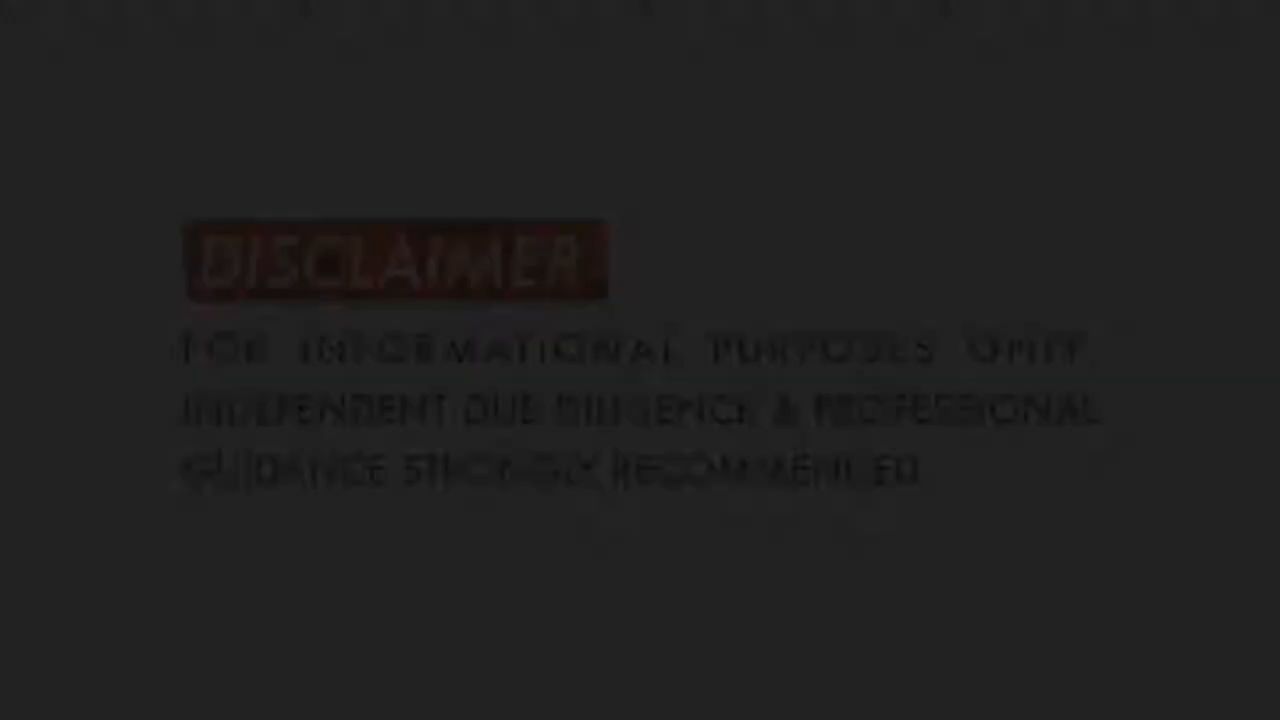 DISCLAIMER
FOR INFORMATIONAL PURPOSES ONLY
INDEPENDENT DUE DILIGENCE & PROFESSIONAL
GUIDANCE STRONGLY RECOMMENDED